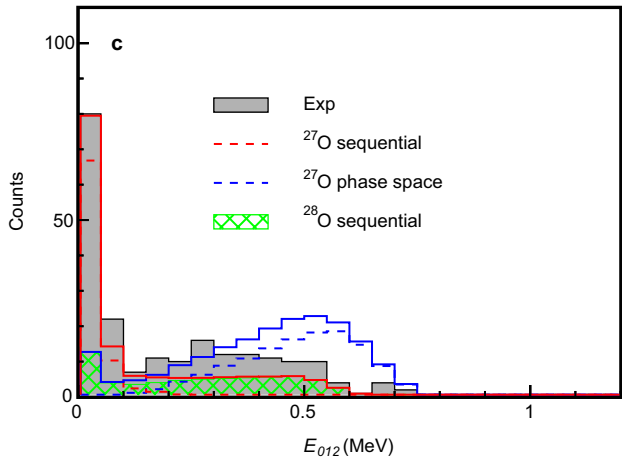 c
100
50
0
Counts
Exp
²⁷O sequential
²⁷O phase space
²⁸O sequential
0
0.5
1
E₀₁₂ (MeV)